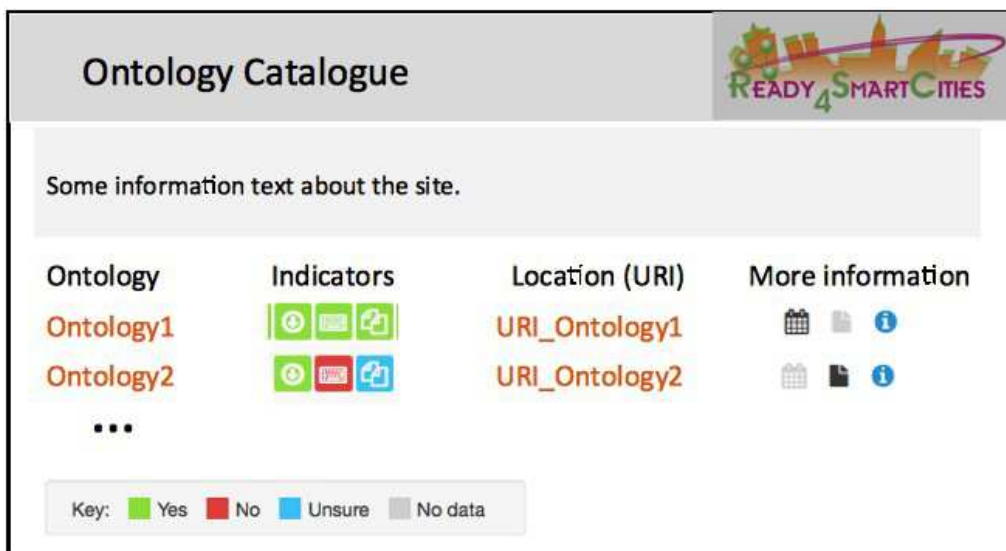 Ontology Catalogue
READY4SMARTCITIES
Some information text about the site.
Ontology Indicators Location (URI) More information
Ontology1 URI_Ontology1
Ontology2 URI_Ontology2
...
Key: Yes No Unsure No data